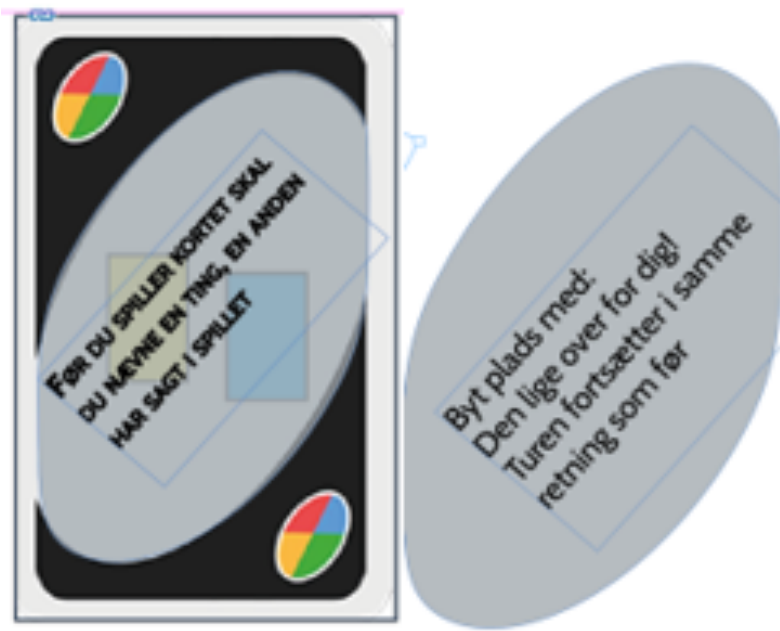 FØR DU SPILLER KORTET SKAL
DU NÆVNE EN TING, EN ANDEN
HAR SAGT I SPILLET
Byt plads med:
Den lige over for dig!
Turen fortsætter i samme
retning som før